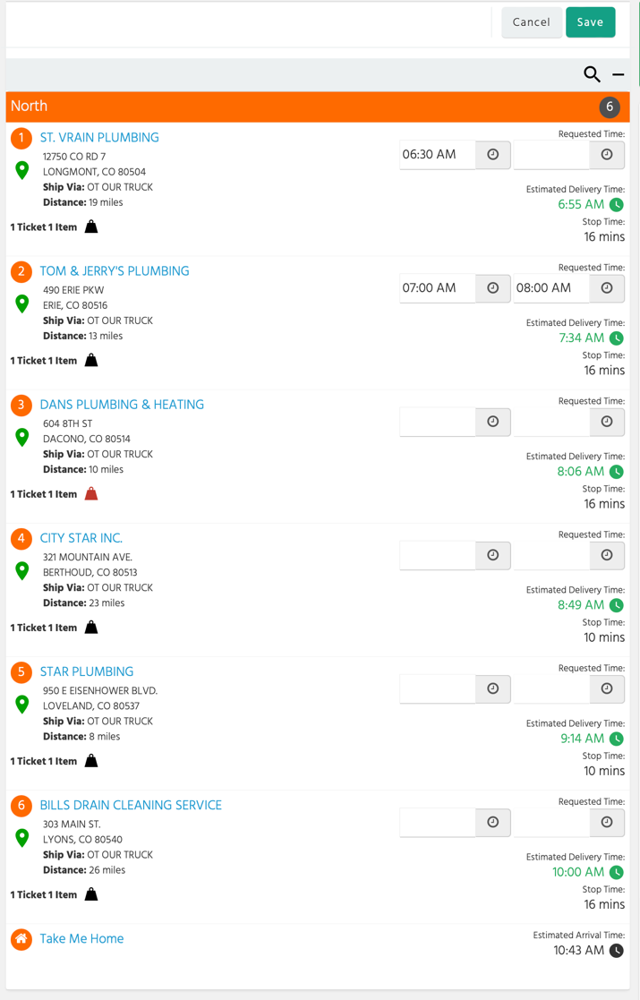 Cancel
Save
North
6
1
ST. VRAIN PLUMBING
12750 CO RD 7
LONGMONT, CO 80504
Ship Via: OT OUR TRUCK
Distance: 19 miles
1 Ticket 1 Item
Requested Time:
06:30 AM
Estimated Delivery Time:
6:55 AM
Stop Time:
16 mins
2
TOM & JERRY'S PLUMBING
490 ERIE PKW
ERIE, CO 80516
Ship Via: OT OUR TRUCK
Distance: 13 miles
1 Ticket 1 Item
Requested Time:
07:00 AM 08:00 AM
Estimated Delivery Time:
7:34 AM
Stop Time:
16 mins
3
DANS PLUMBING & HEATING
604 8TH ST
DACONO, CO 80514
Ship Via: OT OUR TRUCK
Distance: 10 miles
1 Ticket 1 Item
Requested Time:
Estimated Delivery Time:
8:06 AM
Stop Time:
16 mins
4
CITY STAR INC.
321 MOUNTAIN AVE.
BERTHOUD, CO 80513
Ship Via: OT OUR TRUCK
Distance: 23 miles
1 Ticket 1 Item
Requested Time:
Estimated Delivery Time:
8:49 AM
Stop Time:
10 mins
5
STAR PLUMBING
950 E EISENHOWER BLVD.
LOVELAND, CO 80537
Ship Via: OT OUR TRUCK
Distance: 8 miles
1 Ticket 1 Item
Requested Time:
Estimated Delivery Time:
9:14 AM
Stop Time:
10 mins
6
BILLS DRAIN CLEANING SERVICE
303 MAIN ST.
LYONS, CO 80540
Ship Via: OT OUR TRUCK
Distance: 26 miles
1 Ticket 1 Item
Requested Time:
Estimated Delivery Time:
10:00 AM
Stop Time:
16 mins
Take Me Home
Estimated Arrival Time:
10:43 AM